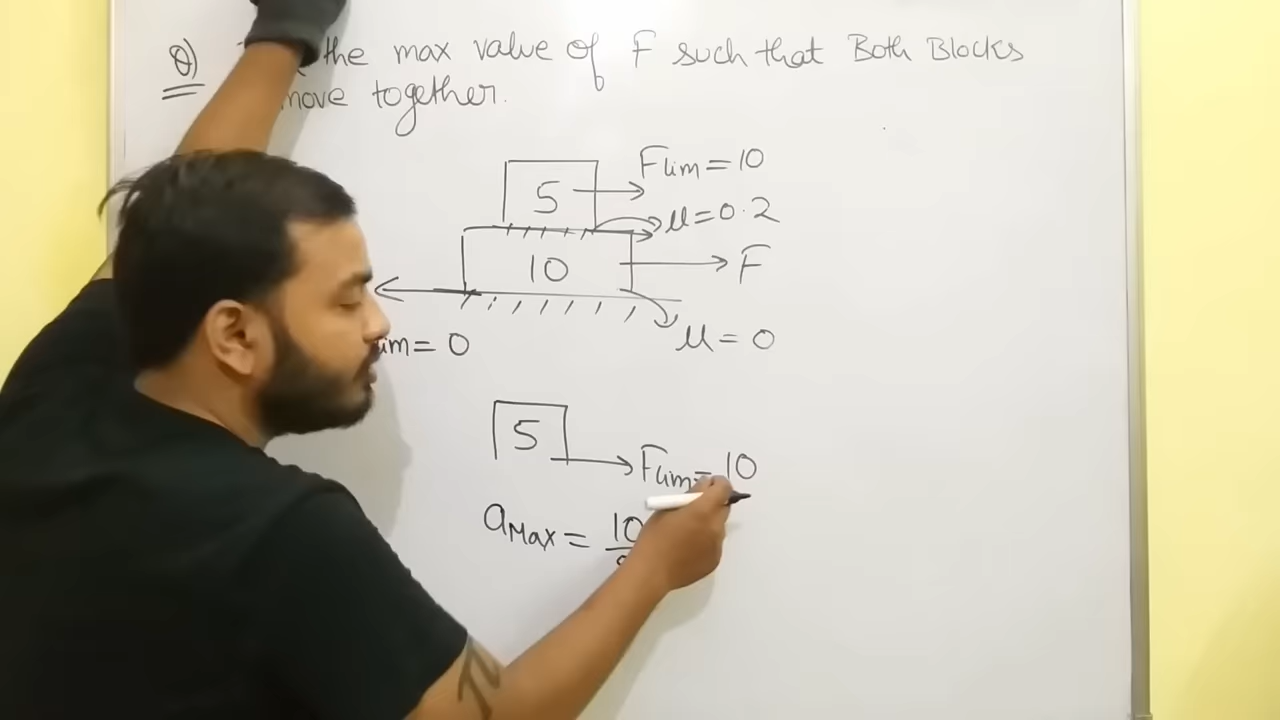 Q) the max value of F such that Both Blocks
move together.
Flim = 10
5
μ = 0.2
10
F
μ = 0
lim = 0
5
Flim = 10
aMax = 10
π